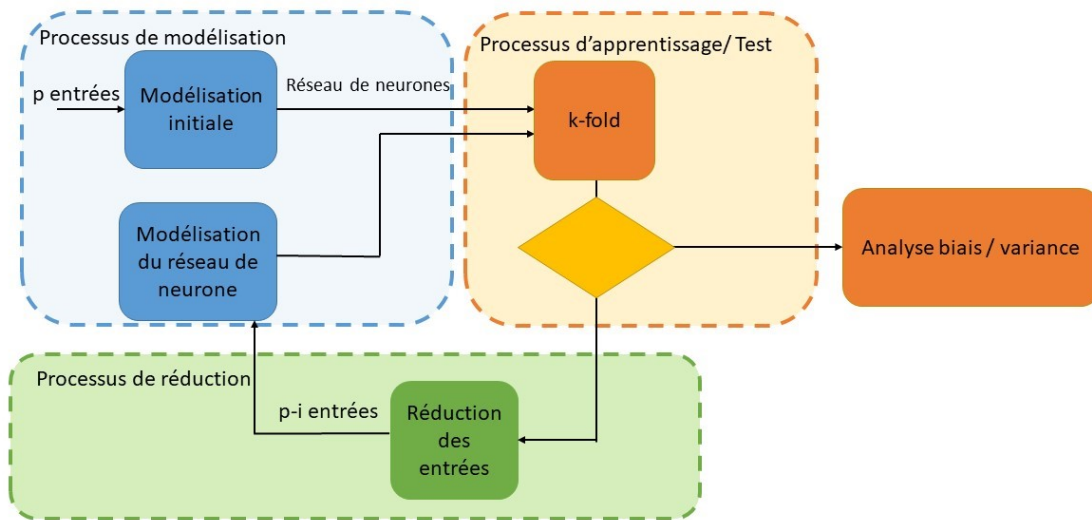 Processus de modélisation
p entrées
Modélisation
initiale
Réseau de neurones
Modélisation
du réseau de
neurone
Processus d'apprentissage/ Test
k-fold
Analyse biais / variance
Processus de réduction
p-i entrées
Réduction
des
entrées